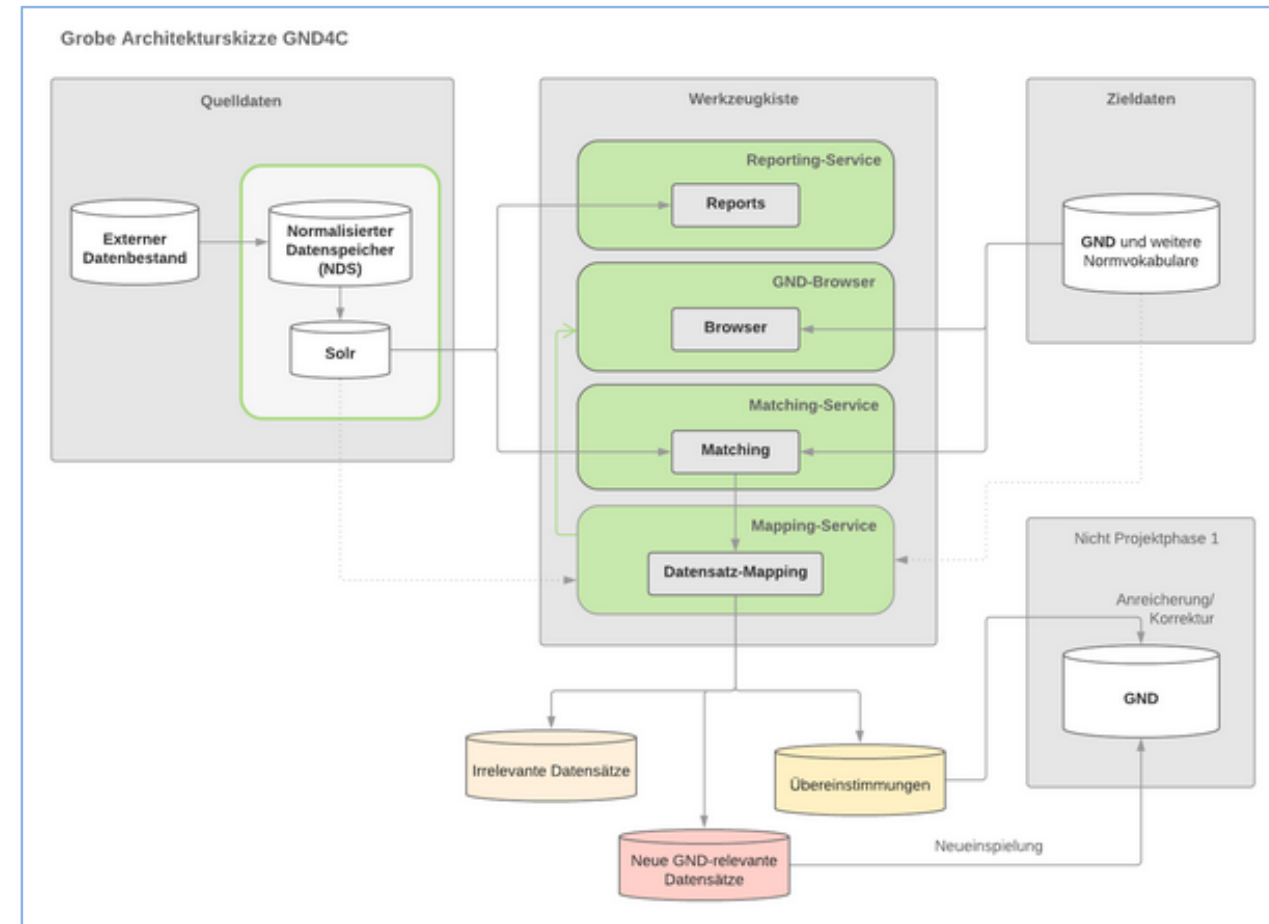 Grobe Architekturskizze GND4C
Quelldaten
Externer
Datenbestand
Normalisierter
Datenspeicher
(NDS)
Solr
Werkzeugkiste
Reporting-Service
Reports
GND-Browser
Browser
Matching-Service
Matching
Mapping-Service
Datensatz-Mapping
Zieldaten
GND und weitere
Normvokabulare
Nicht Projektphase 1
Anreicherung/
Korrektur
GND
Irrelevante Datensätze
Übereinstimmungen
Neue GND-relevante
Datensätze
Neueinspielung